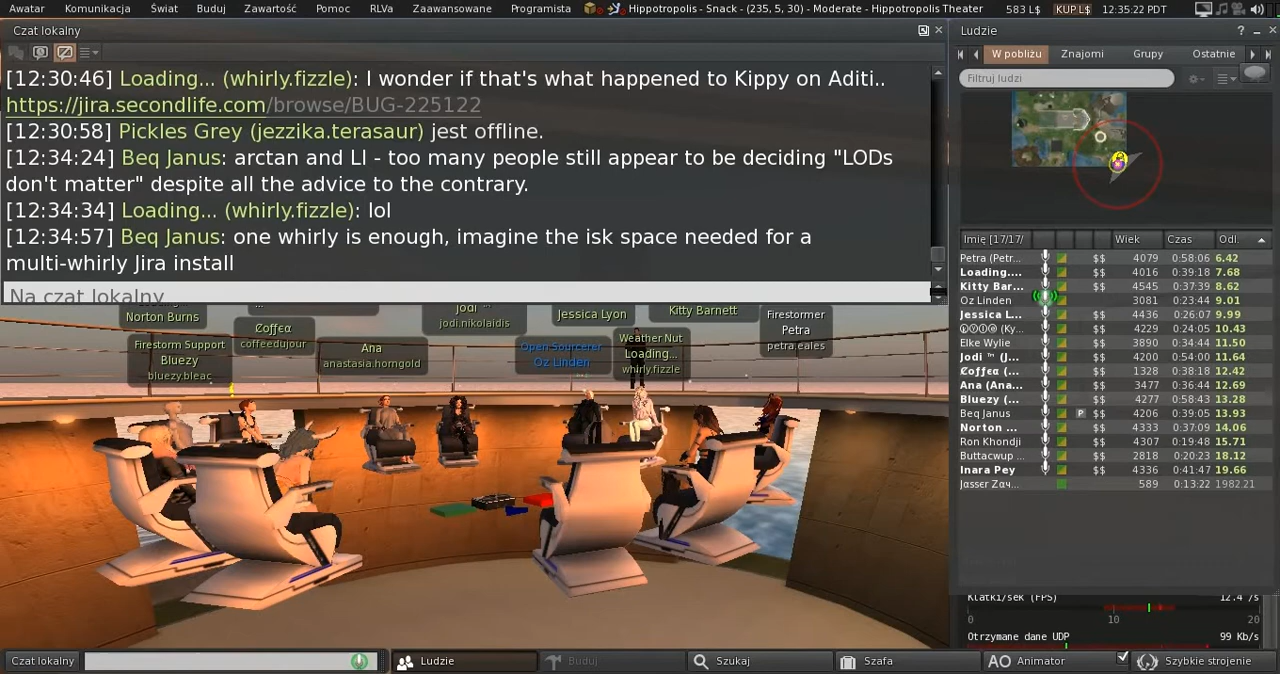 Awatar Komunikacja Świat Buduj Zawartość Pomoc RLVa Zaawansowane Programista Hippotropolis - Snack - (235, 5, 30) - Moderate - Hippotropolis Theater 583 L$ KUP L$ 12:35:22 PDT
Czat lokalny
[12:30:46] Loading... (whirly.fizzle): I wonder if that's what happened to Kippy on Aditi..
https://jira.secondlife.com/browse/BUG-225122
[12:30:58] Pickles Grey (jezzika.terasaur) jest offline.
[12:34:24] Beq Janus: arctan and LI - too many people still appear to be deciding "LODs
don't matter" despite all the advice to the contrary.
[12:34:34] Loading... (whirly.fizzle): lol
[12:34:57] Beq Janus: one whirly is enough, imagine the isk space needed for a
multi-whirly Jira install
Na czat lokalny
Norton Burns
Firestorm Support
Bluezy
bluezy.bleac
coffeedujour
Ana
anastasia.horngold
Jodi ™
jodi.nikolaidis
Open Sourcerer
Oz Linden
Jessica Lyon
Weather Nut
Loading...
whirly.fizzle
Kitty Barnett
Firestormer
Petra
petra.eales
Ludzie
? _ ×
W pobliżu Znajomi Grupy Ostatnie
Filtruj ludzi
Imię [17/17/ Wiek Czas Odl.
Petra (Petr... $$ 4079 0:58:06 6.42
Loading.... $$ 4016 0:39:18 7.68
Kitty Bar... $$ 4545 0:37:39 8.62
Oz Linden 3081 0:23:44 9.01
Jessica L... $$ 4436 0:26:07 9.99
(Ky... $$ 4229 0:24:05 10.43
Elke Wylie $$ 3890 0:34:44 11.50
Jodi ™ (J... $$ 4200 0:54:00 11.64
$$ 1328 0:38:18 12.42
Ana (Ana... $$ 3477 0:36:44 12.69
Bluezy (... $$ 4277 0:58:43 13.28
Beq Janus P $$ 4206 0:39:05 13.93
Norton ... $$ 4333 0:37:09 14.06
Ron Khondji $$ 4307 0:19:48 15.71
Buttacwup ... $$ 2818 0:20:23 18.12
Inara Pey $$ 4336 0:41:47 19.66
589 0:13:22 1982.21
Klatki/sek (FPS) 12.4 /s
0 10 20
Otrzymane dane UDP 99 Kb/s
Czat lokalny Ludzie Buduj Szukaj Szafa AO Animator Szybkie strojenie